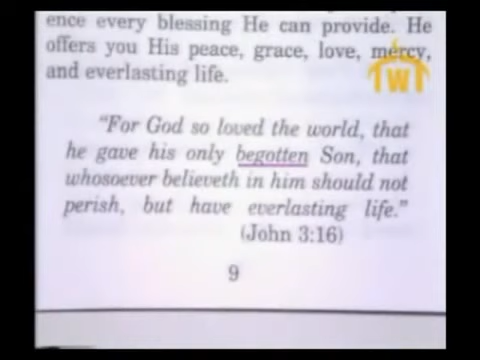 ence every blessing He can provide. He
offers you His peace, grace, love, mercy,
and everlasting life.
W
"For God so loved the world, that
he gave his only begotten Son, that
whosoever believeth in him should not
perish, but have everlasting life."
(John 3:16)
9